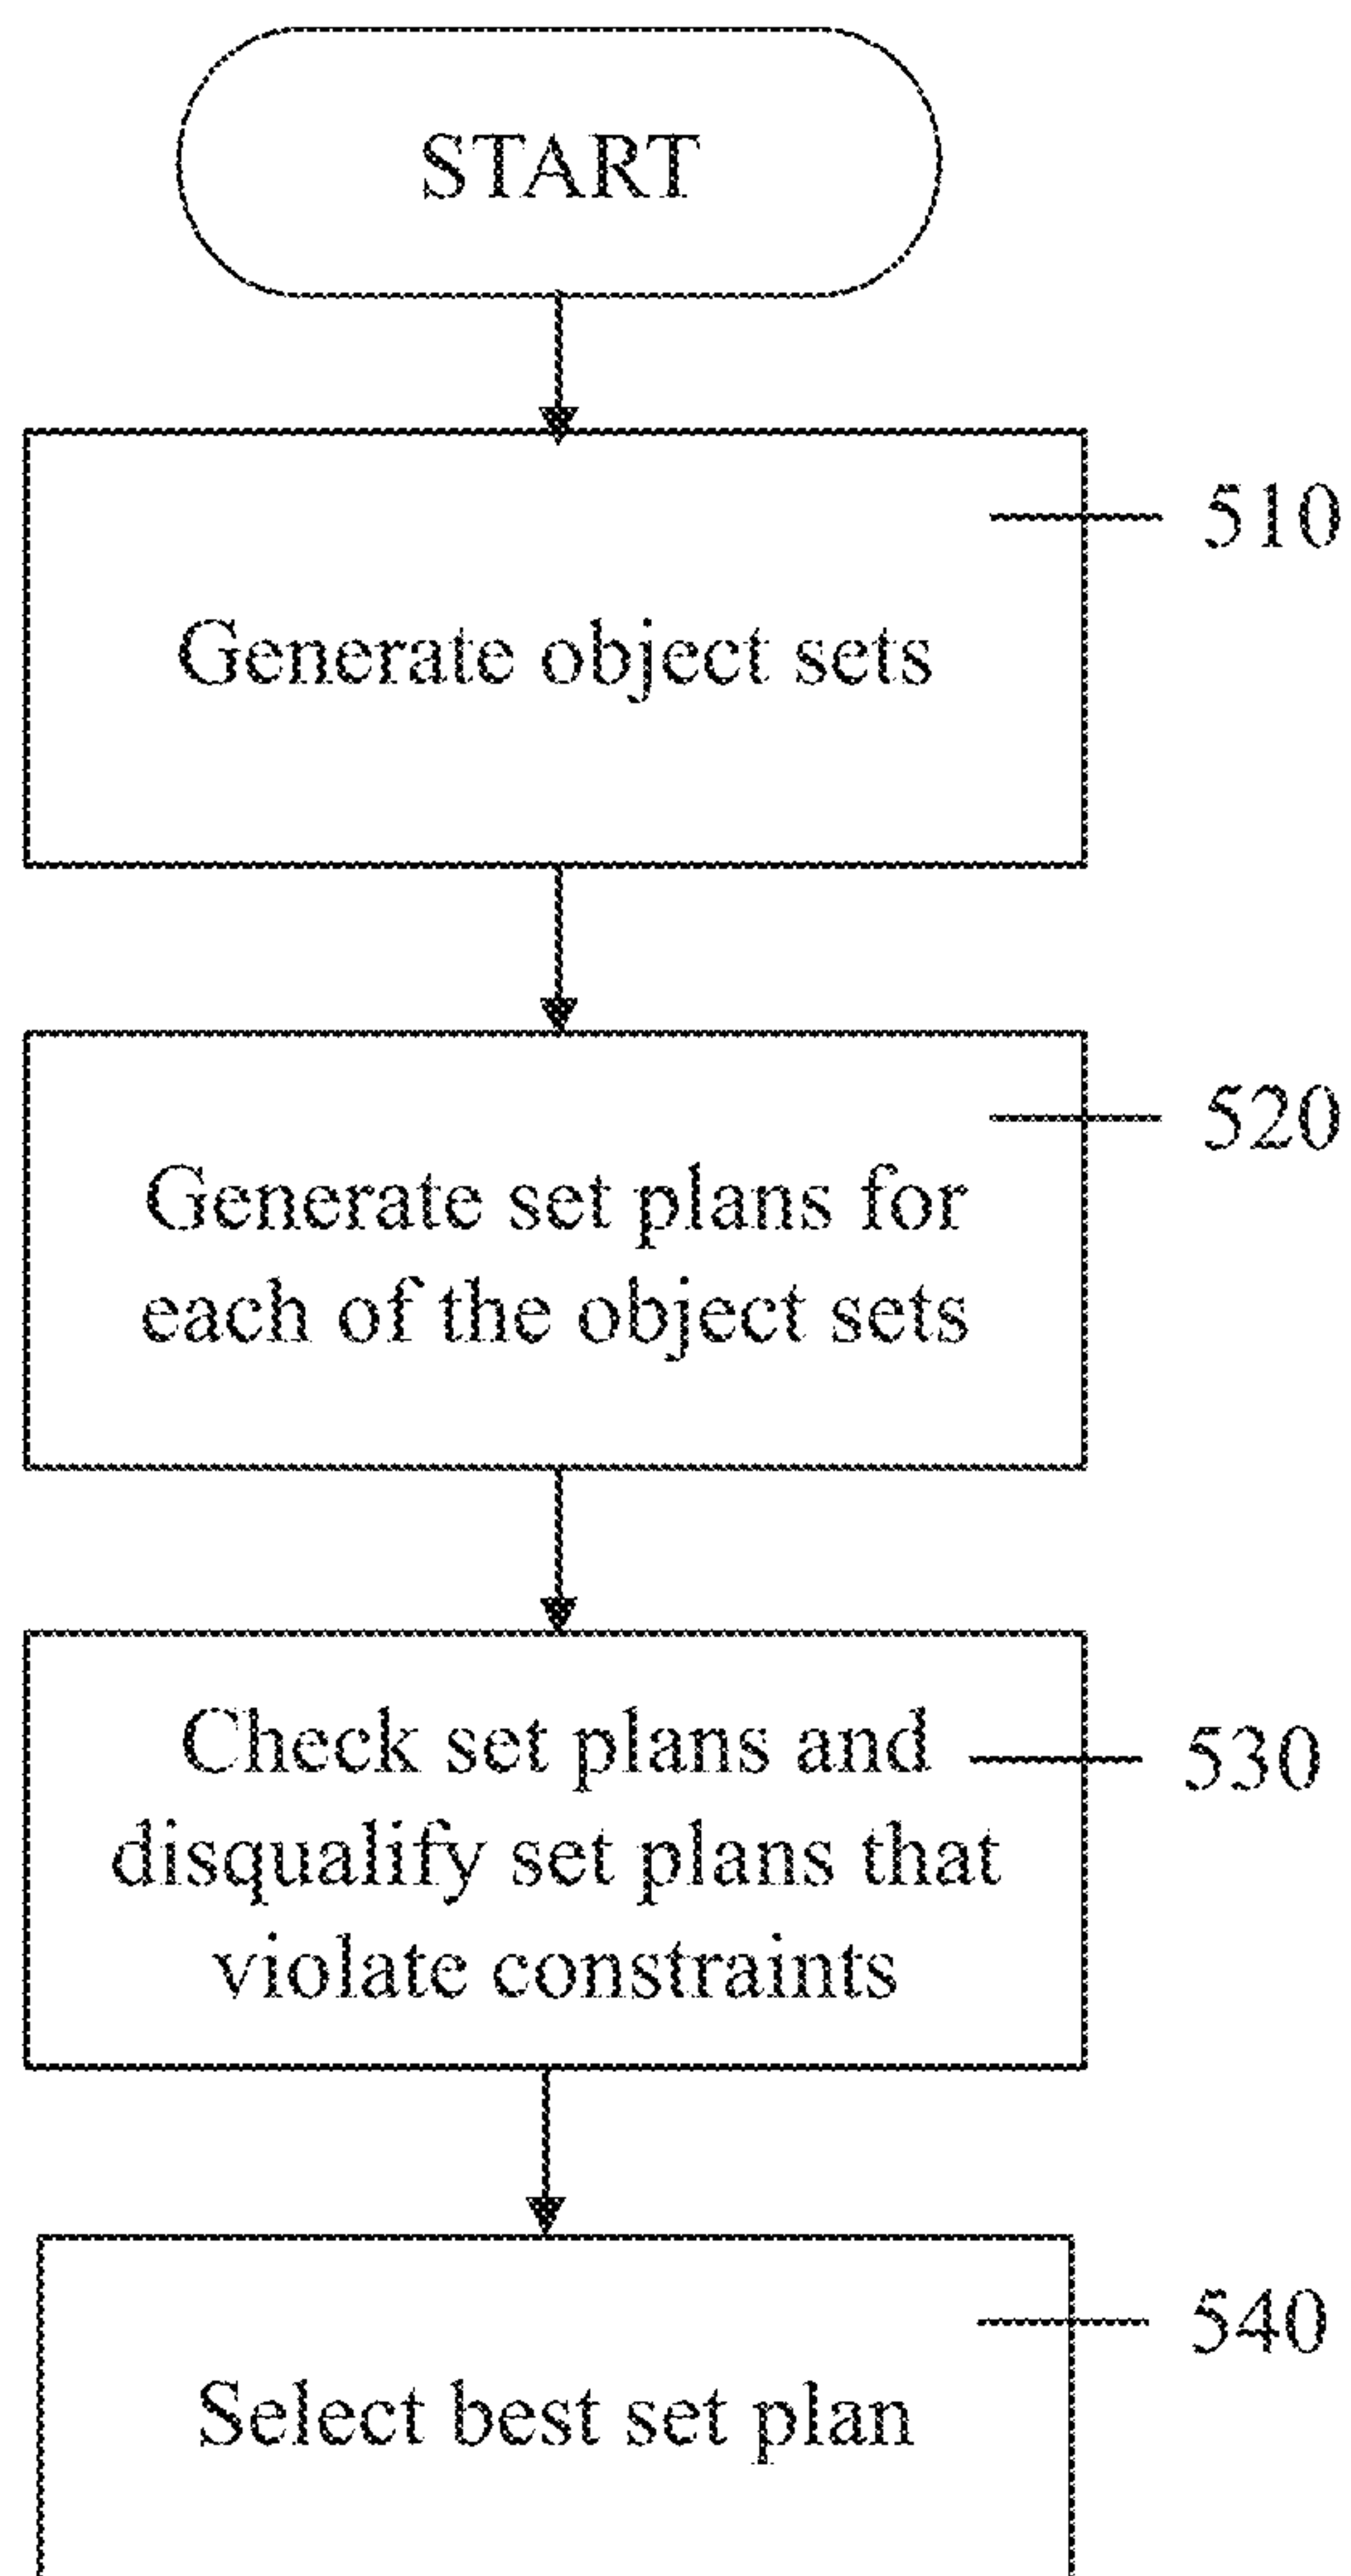 START
510
Generate object sets
520
Generate set plans for
each of the object sets
530
Check set plans and
disqualify set plans that
violate constraints
540
Select best set plan